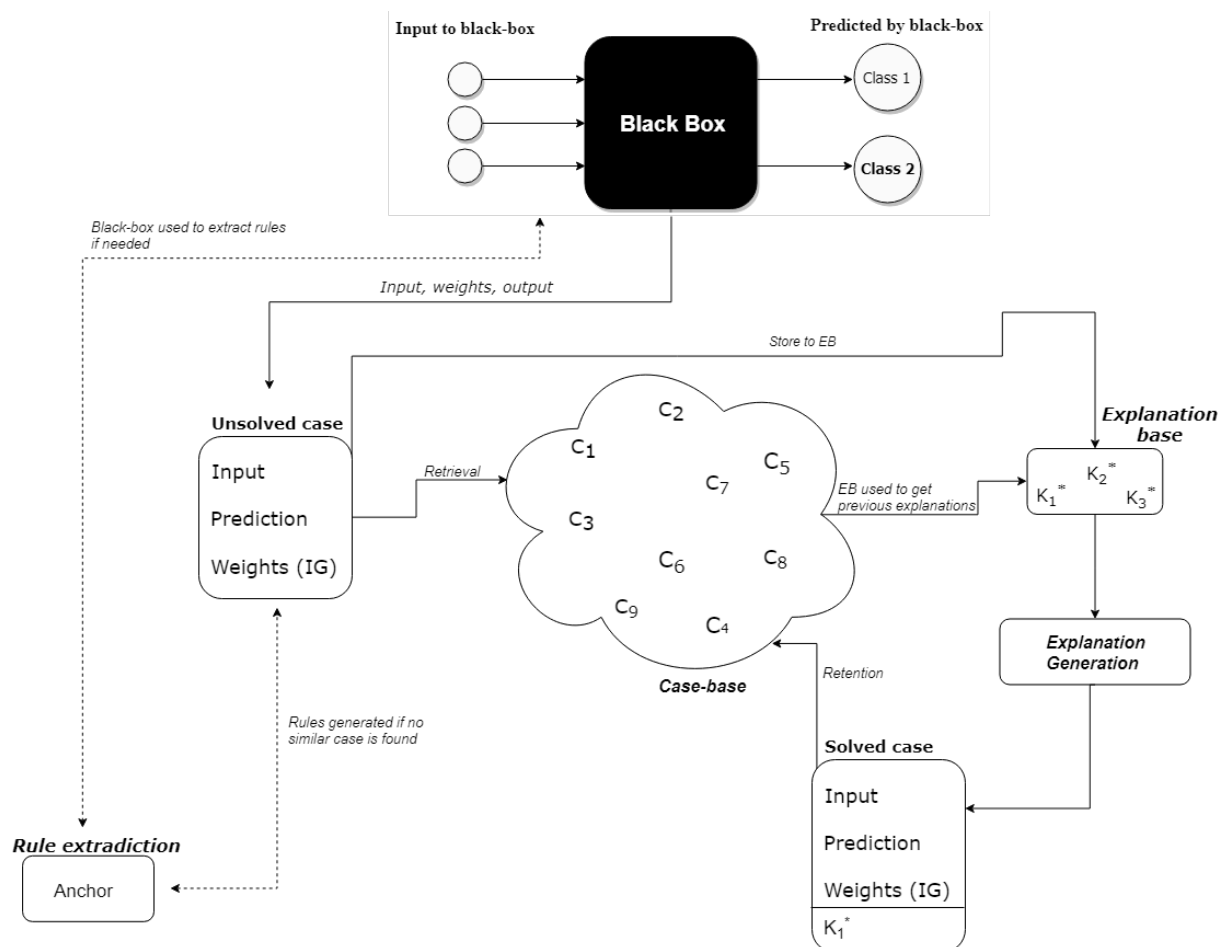 Input to black-box
Predicted by black-box
Black Box
Class 1
Class 2
Black-box used to extract rules
if needed
Input, weights, output
Store to EB
Unsolved case
Input
Prediction
Weights (IG)
Retrieval
C1
C2
C3
C4
C5
C6
C7
C8
C9
Case-base
EB used to get
previous explanations
Explanation
base
K1*
K2*
K3*
Explanation
Generation
Retention
Rules generated if no
similar case is found
Solved case
Input
Prediction
Weights (IG)
K1*
Rule extradiction
Anchor